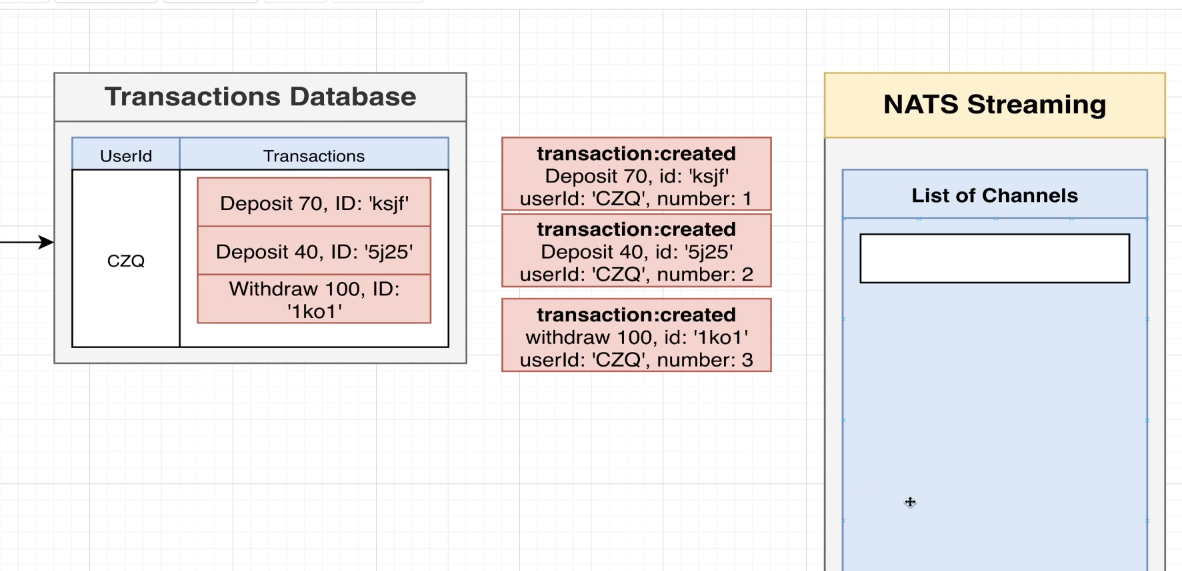 Transactions Database
UserId
Transactions
CZQ
Deposit 70, ID: 'ksjf'
Deposit 40, ID: '5j25'
Withdraw 100, ID:
'1ko1'
transaction:created
Deposit 70, id: 'ksjf'
userId: 'CZQ', number: 1
transaction:created
Deposit 40, id: '5j25'
userId: 'CZQ', number: 2
transaction:created
withdraw 100, id: '1ko1'
userId: 'CZQ', number: 3
NATS Streaming
List of Channels